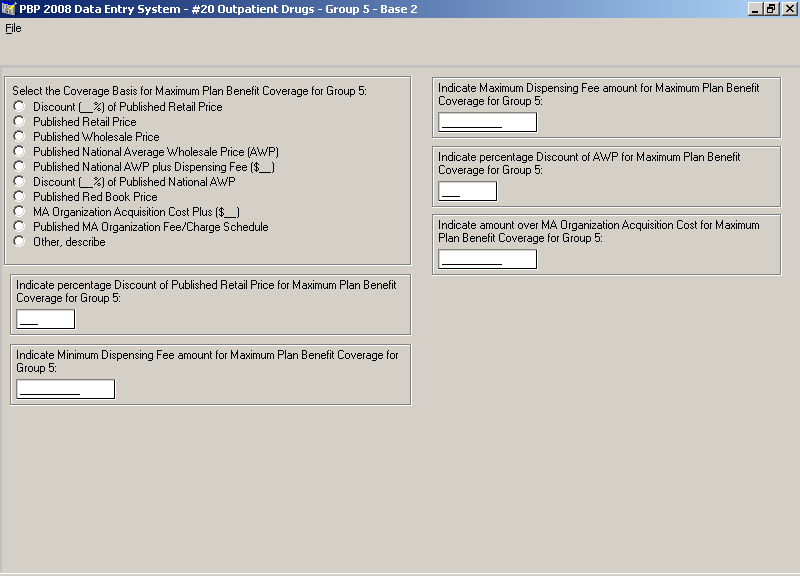 PBP 2008 Data Entry System - #20 Outpatient Drugs - Group 5 - Base 2
File
Select the Coverage Basis for Maximum Plan Benefit Coverage for Group 5:
Discount (__%) of Published Retail Price
Published Retail Price
Published Wholesale Price
Published National Average Wholesale Price (AWP)
Published National AWP plus Dispensing Fee ($__)
Discount (__%) of Published National AWP
Published Red Book Price
MA Organization Acquisition Cost Plus ($__)
Published MA Organization Fee/Charge Schedule
Other, describe
Indicate percentage Discount of Published Retail Price for Maximum Plan Benefit
Coverage for Group 5:
Indicate Minimum Dispensing Fee amount for Maximum Plan Benefit Coverage for
Group 5:
Indicate Maximum Dispensing Fee amount for Maximum Plan Benefit
Coverage for Group 5:
Indicate percentage Discount of AWP for Maximum Plan Benefit
Coverage for Group 5:
Indicate amount over MA Organization Acquisition Cost for Maximum
Plan Benefit Coverage for Group 5: